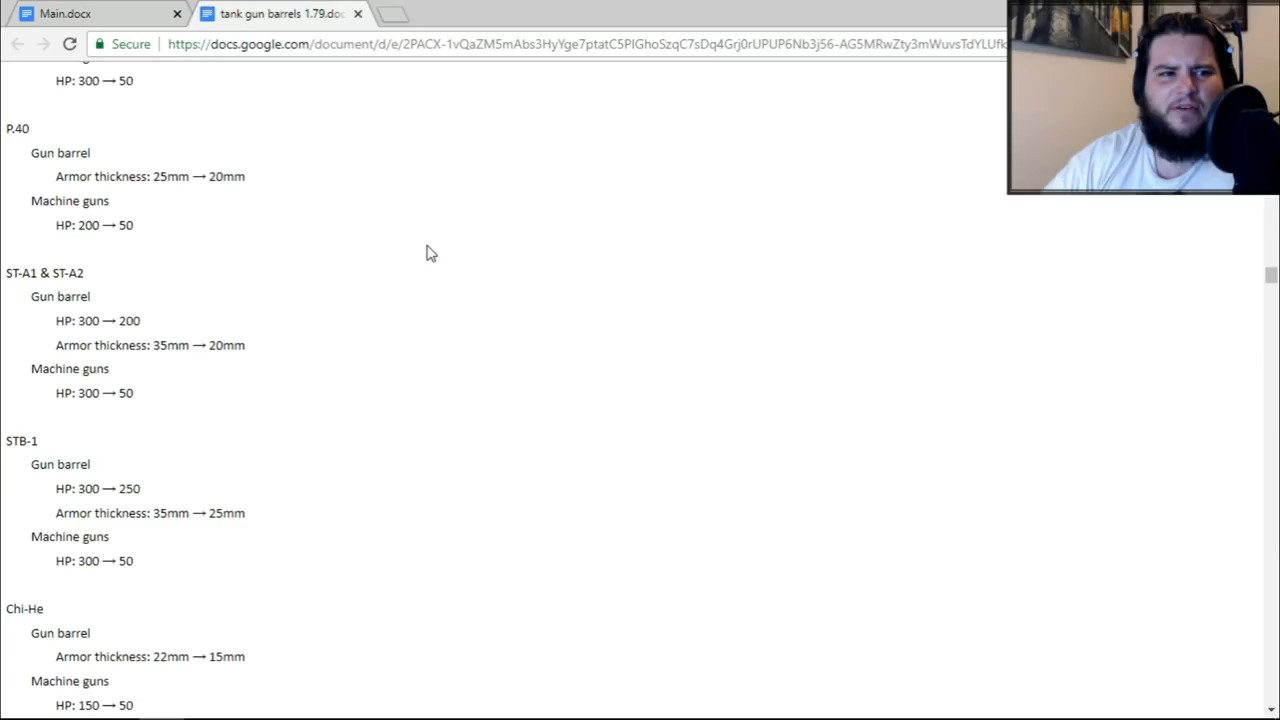 Main.docx
tank gun barrels 1.79.doc
Secure
https://docs.google.com/document/d/e/2PACX-1vQaZM5mAbs3HyYge7ptatC5PIGhoSzqC7sDq4Grj0rUPUP6Nb3j56-AG5MRwZty3mWuvsTdYLUfk
HP: 300 → 50
P.40
Gun barrel
Armor thickness: 25mm → 20mm
Machine guns
HP: 200 → 50
ST-A1 & ST-A2
Gun barrel
HP: 300 → 200
Armor thickness: 35mm → 20mm
Machine guns
HP: 300 → 50
STB-1
Gun barrel
HP: 300 → 250
Armor thickness: 35mm → 25mm
Machine guns
HP: 300 → 50
Chi-He
Gun barrel
Armor thickness: 22mm → 15mm
Machine guns
HP: 150 → 50